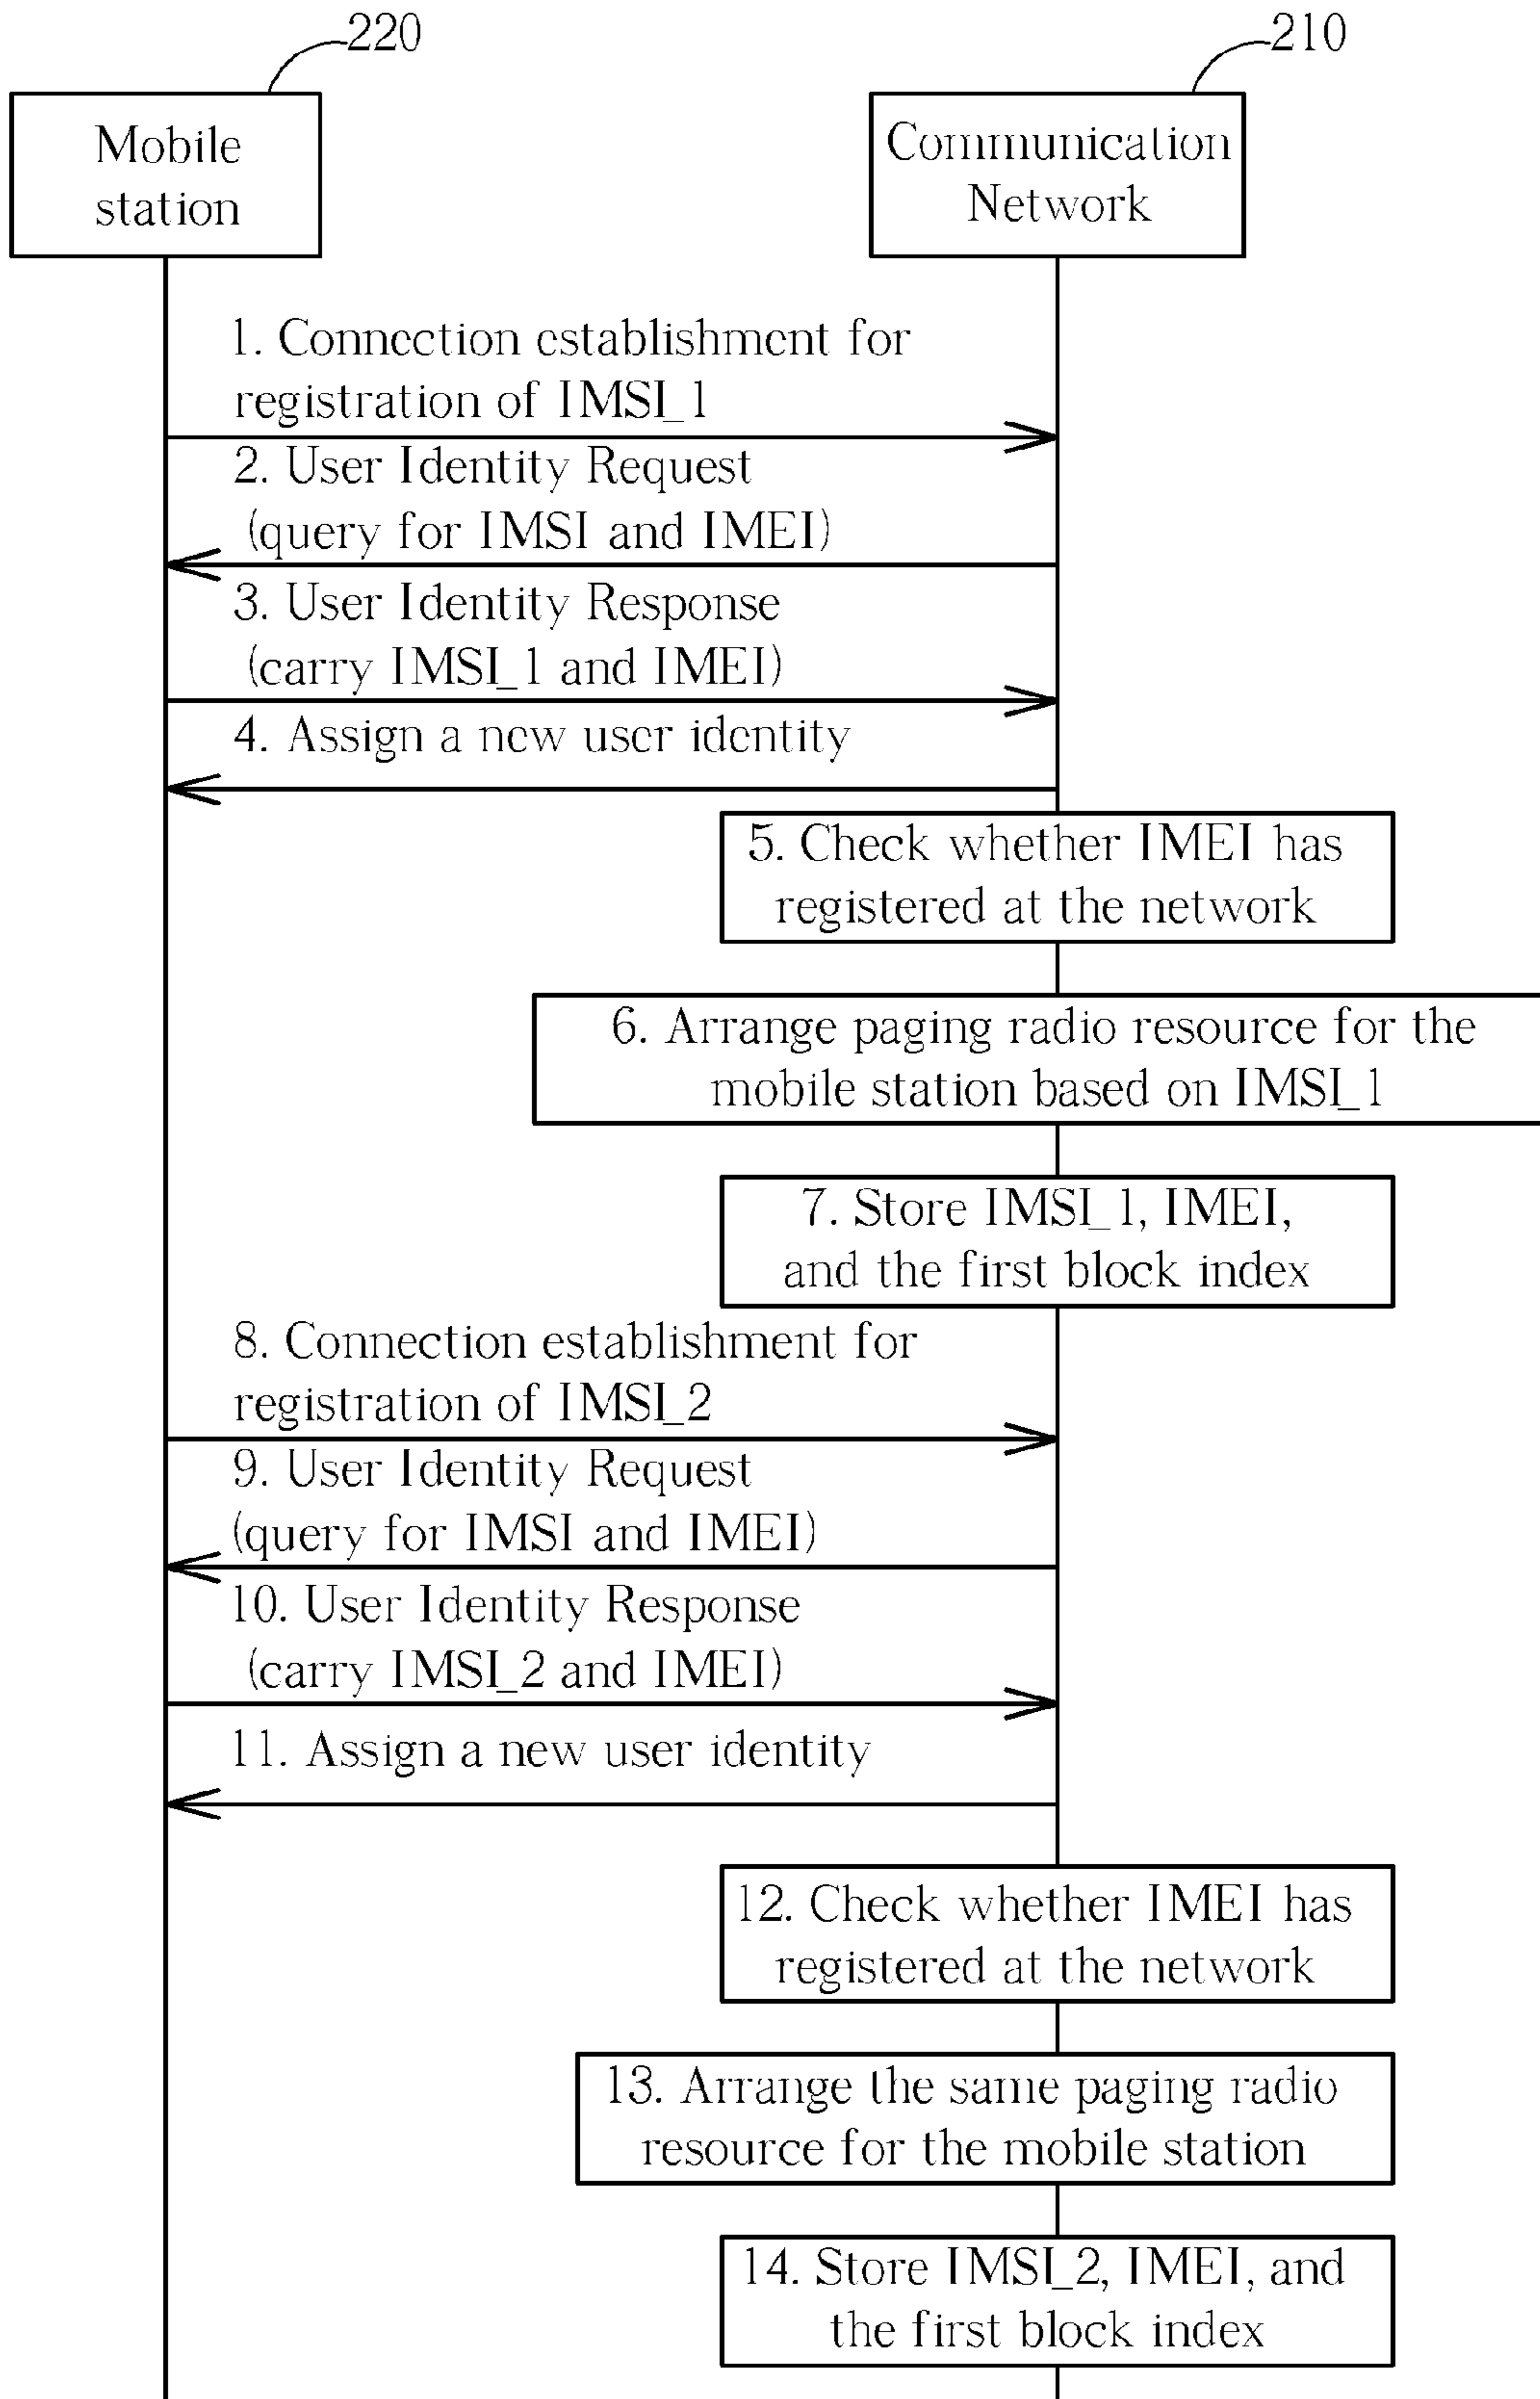 220
210
Mobile
station
Communication
Network
1. Connection establishment for
registration of IMSI_1
2. User Identity Request
(query for IMSI and IMEI)
3. User Identity Response
(carry IMSI_1 and IMEI)
4. Assign a new user identity
5. Check whether IMEI has
registered at the network
6. Arrange paging radio resource for the
mobile station based on IMSI_1
7. Store IMSI_1, IMEI,
and the first block index
8. Connection establishment for
registration of IMSI_2
9. User Identity Request
(query for IMSI and IMEI)
10. User Identity Response
(carry IMSI_2 and IMEI)
11. Assign a new user identity
12. Check whether IMEI has
registered at the network
13. Arrange the same paging radio
resource for the mobile station
14. Store IMSI_2, IMEI, and
the first block index